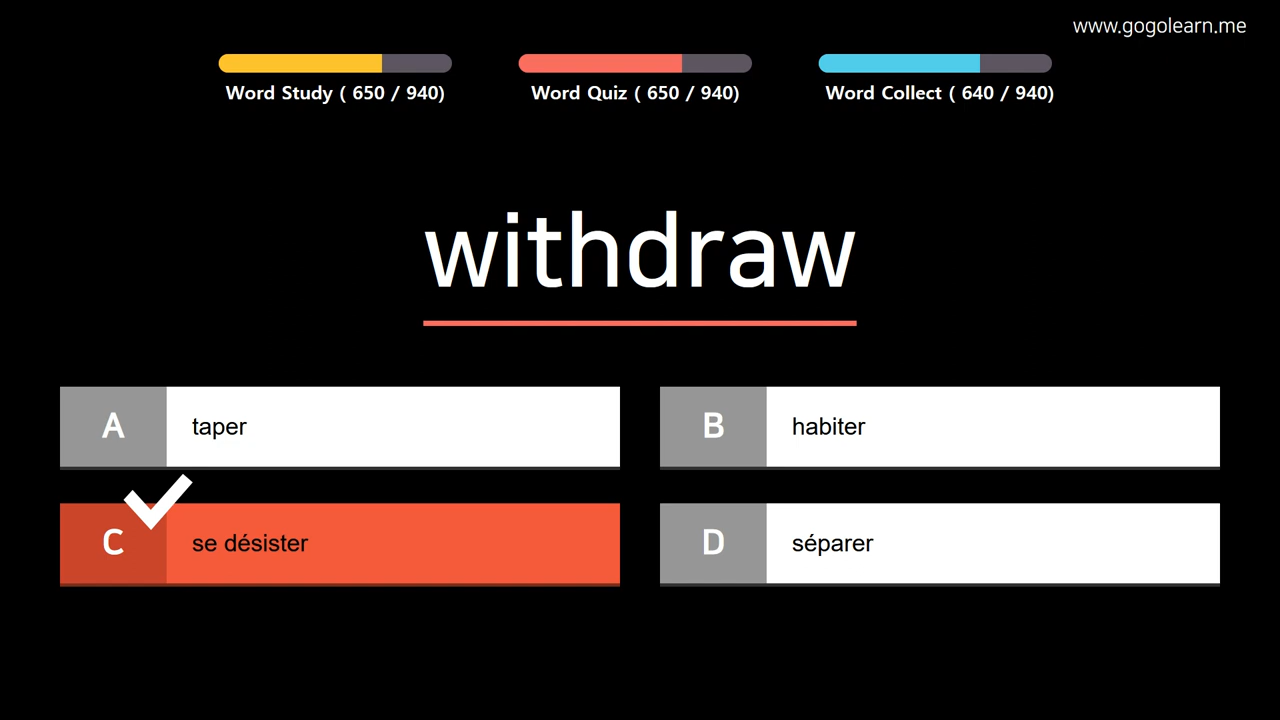 www.gogolearn.me
Word Study ( 650 / 940)
Word Quiz ( 650 / 940)
Word Collect ( 640 / 940)
withdraw
A
taper
B
habiter
C
se désister
D
séparer